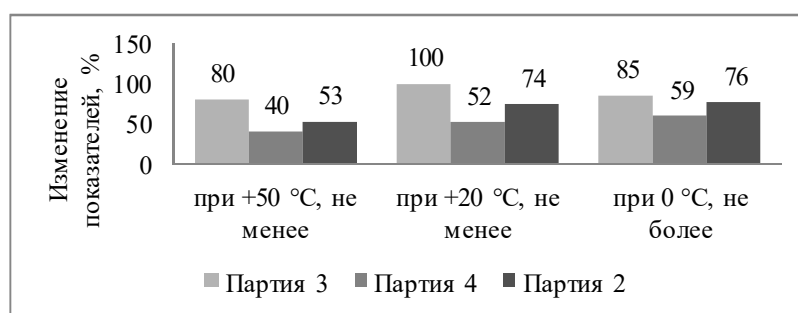 Изменение
показателей, %
150
100
50
0
80
40
53
100
52
74
85
59
76
при +50 °С, не
менее
при +20 °С, не
менее
при 0 °С, не
более
Партия 3
Партия 4
Партия 2